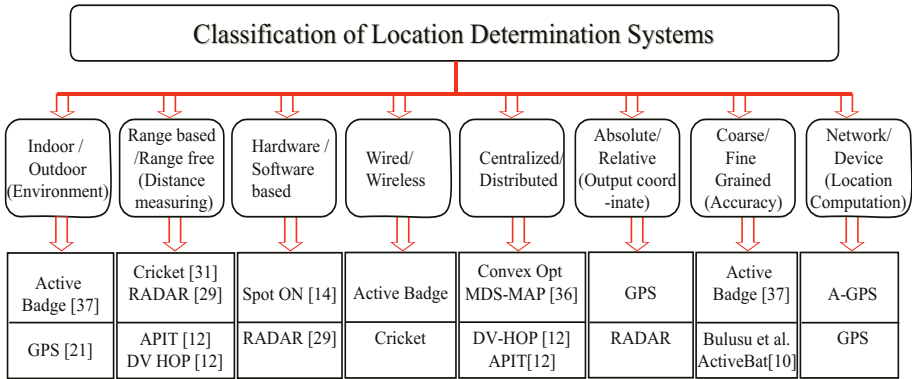 Classification of Location Determination Systems
Indoor /
Outdoor
(Environment)
Range based
/Range free
(Distance
measuring)
Hardware /
Software
based
Wired/
Wireless
Centralized/
Distributed
Absolute/
Relative
(Output coord
-inate)
Coarse/
Fine
Grained
(Accuracy)
Network/
Device
(Location
Computation)
Active
Badge [37]
Cricket [31]
RADAR [29]
Spot ON [14]
Active Badge
Convex Opt
MDS-MAP [36]
GPS
Active
Badge [37]
A-GPS
GPS [21]
APIT [12]
DV HOP [12]
RADAR [29]
Cricket
DV-HOP [12]
APIT[12]
RADAR
Bulusu et al.
ActiveBat[10]
GPS